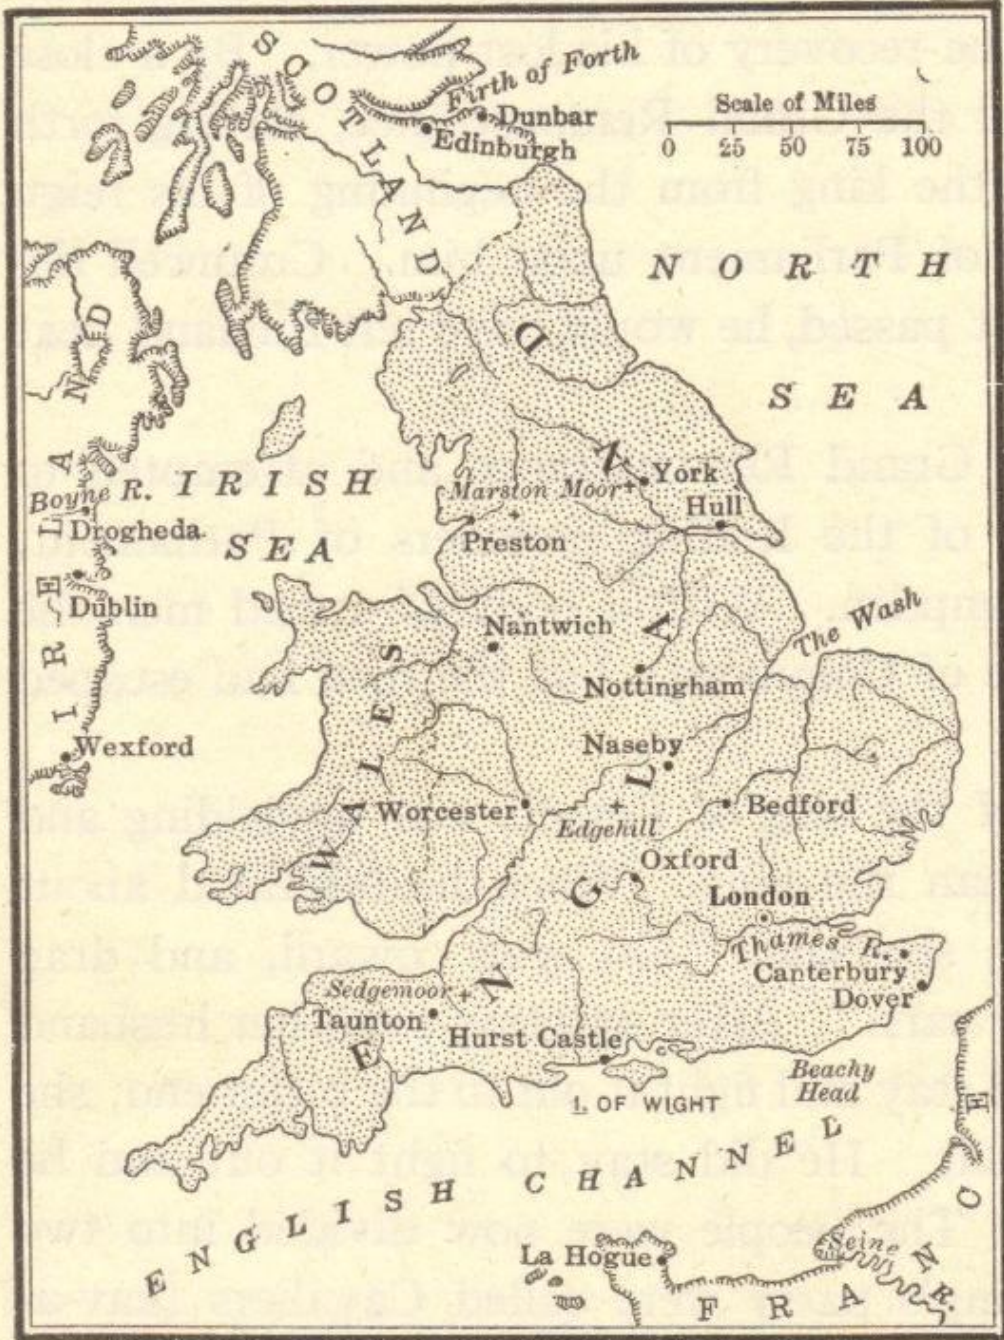 SCOTLAND
Firth of Forth
Dunbar
Edinburgh
Scale of Miles
0 25 50 75 100
NORTH
SEA
IRELAND
IRISH
SEA
Boyne R.
Drogheda
Dublin
Wexford
ENGLAND
York
Marston Moor
Hull
Preston
The Wash
Nantwich
Nottingham
WALES
Naseby
Worcester
Edgehill
Bedford
Oxford
London
Thames R.
Canterbury
Dover
Sedgemoor
Taunton
Hurst Castle
I. OF WIGHT
Beachy
Head
ENGLISH CHANNEL
La Hogue
Seine R.
FRANCE